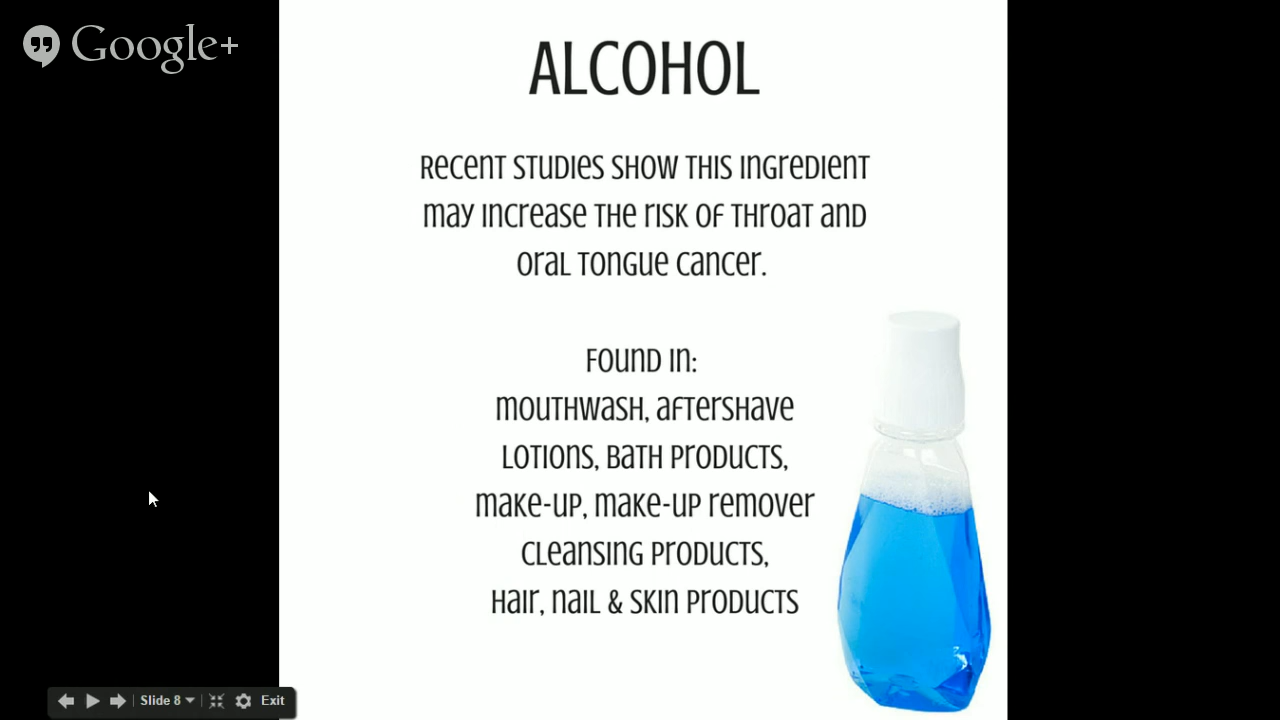 Google+
ALCOHOL
Recent studies show this ingredient
may increase the risk of throat and
oral tongue cancer.
Found in:
mouthwash, aftershave
lotions, bath products,
make-up, make-up remover
cleansing products,
hair, nail & skin products
Slide 8
Exit